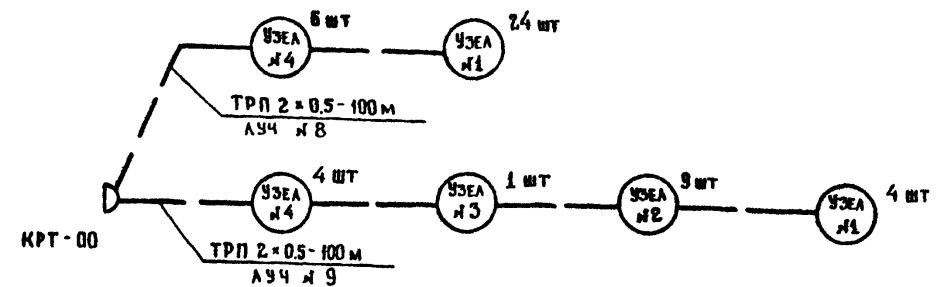 6 шт
24 шт
УЗЕЛ
№4
УЗЕЛ
№1
ТРП 2×0.5-100 м
ЛУЧ №8
4 шт
1 шт
9 шт
4 шт
УЗЕЛ
№4
УЗЕЛ
№3
УЗЕЛ
№2
УЗЕЛ
№1
КРТ-00
ТРП 2×0.5-100 м
ЛУЧ №9